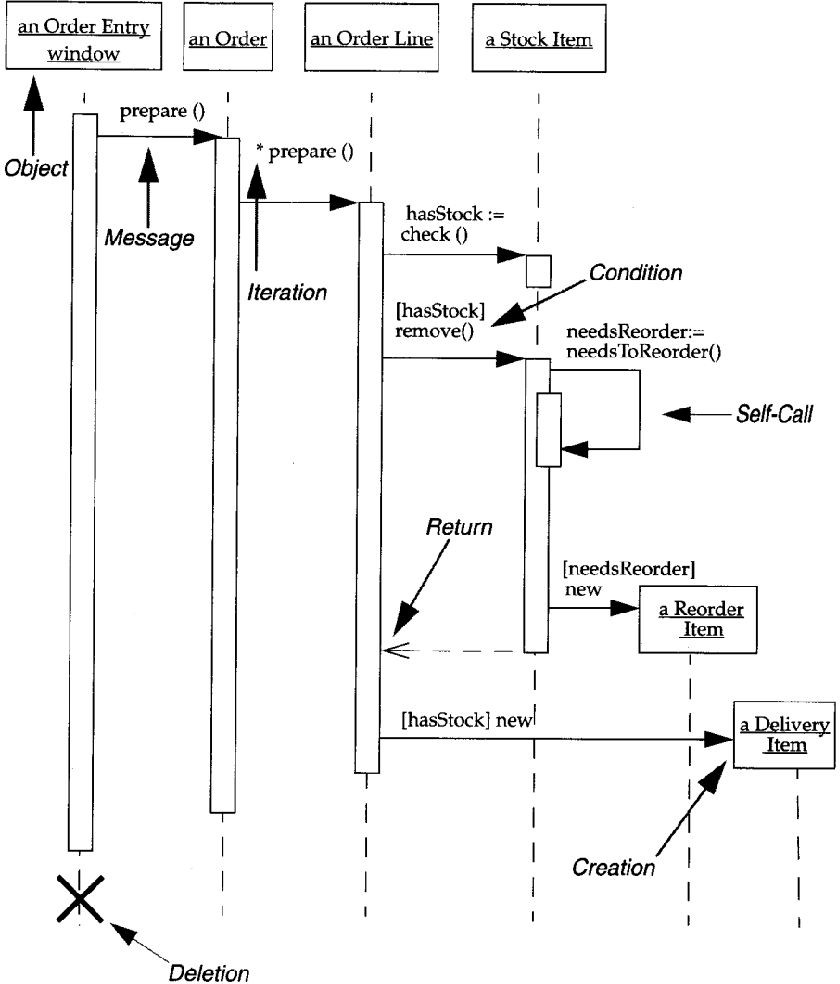 an Order Entry
window
an Order
an Order Line
a Stock Item
prepare ()
* prepare ()
Object
Message
hasStock :=
check ()
Iteration
Condition
[hasStock]
remove()
needsReorder:=
needsToReorder()
Self-Call
Return
[needsReorder]
new
a Reorder
Item
[hasStock] new
a Delivery
Item
Creation
Deletion